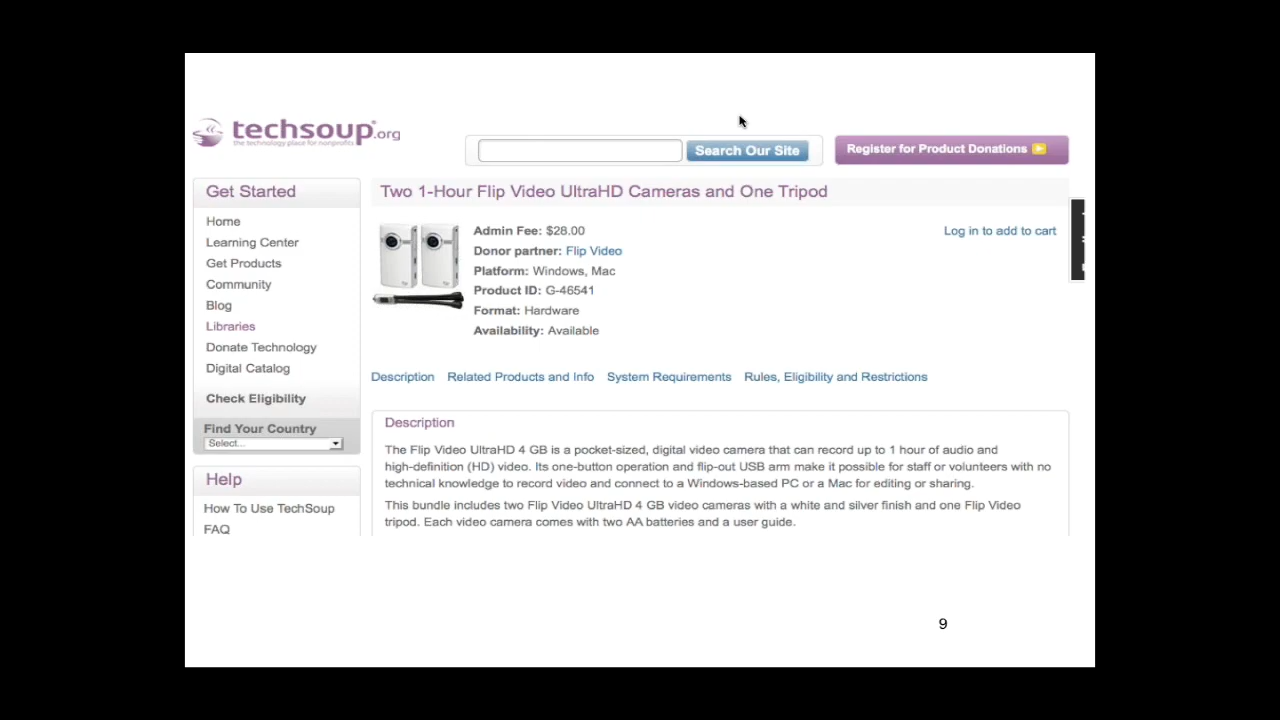 techsoup.org
the technology place for nonprofits
Search Our Site
Register for Product Donations
Get Started
Home
Learning Center
Get Products
Community
Blog
Libraries
Donate Technology
Digital Catalog
Check Eligibility
Find Your Country
Select...
Help
How To Use TechSoup
FAQ
Two 1-Hour Flip Video UltraHD Cameras and One Tripod
Admin Fee: $28.00
Donor partner: Flip Video
Platform: Windows, Mac
Product ID: G-46541
Format: Hardware
Availability: Available
Log in to add to cart
Description Related Products and Info System Requirements Rules, Eligibility and Restrictions
Description
The Flip Video UltraHD 4 GB is a pocket-sized, digital video camera that can record up to 1 hour of audio and
high-definition (HD) video. Its one-button operation and flip-out USB arm make it possible for staff or volunteers with no
technical knowledge to record video and connect to a Windows-based PC or a Mac for editing or sharing.
This bundle includes two Flip Video UltraHD 4 GB video cameras with a white and silver finish and one Flip Video
tripod. Each video camera comes with two AA batteries and a user guide.
9